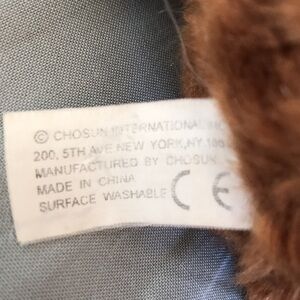 © CHOSUN INTERNATIONAL
200, 5TH AVE NEW YORK, NY
MANUFACTURED BY CHOSUN
MADE IN CHINA
SURFACE WASHABLE CE